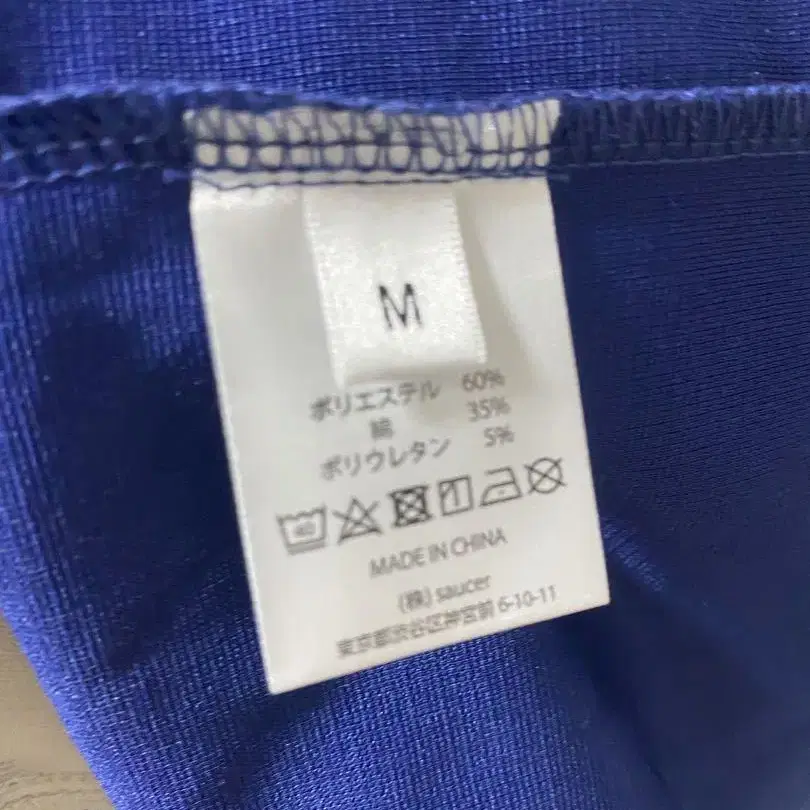 M
ポリエステル 60%
綿 35%
ポリウレタン 5%
40
MADE IN CHINA
(株) saucer
東京都渋谷区神宮前 6-10-11